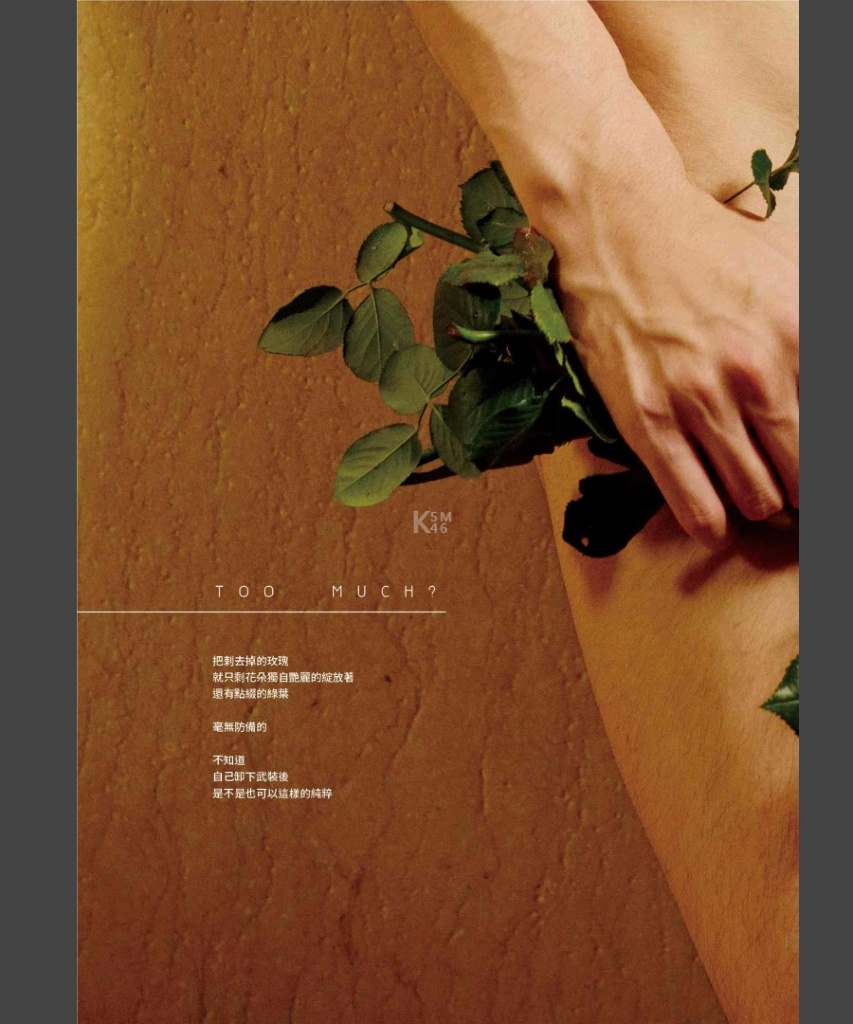 K5M46
TOO MUCH?
把刺去掉的玫瑰
就只剩花朵獨自艷麗的綻放著
還有點綴的綠葉
毫無防備的
不知道
自己卸下武裝後
是不是也可以這樣的純粹